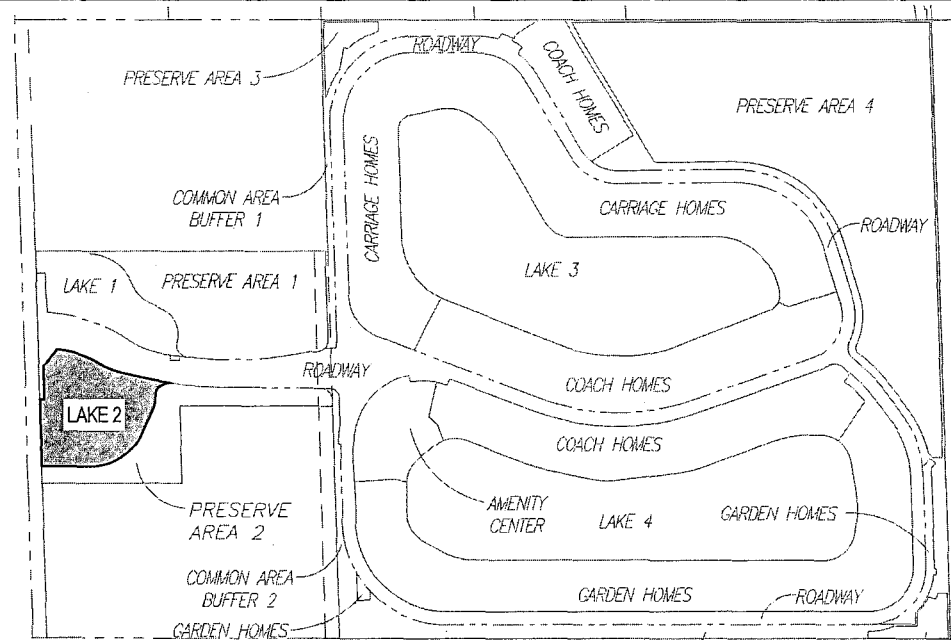 ROADWAY
PRESERVE AREA 3
COACH HOMES
PRESERVE AREA 4
COMMON AREA
BUFFER 1
CARRIAGE HOMES
CARRIAGE HOMES
ROADWAY
LAKE 1
PRESERVE AREA 1
LAKE 3
ROADWAY
COACH HOMES
LAKE 2
COACH HOMES
PRESERVE
AREA 2
AMENITY
CENTER
LAKE 4
GARDEN HOMES
COMMON AREA
BUFFER 2
GARDEN HOMES
ROADWAY
GARDEN HOMES